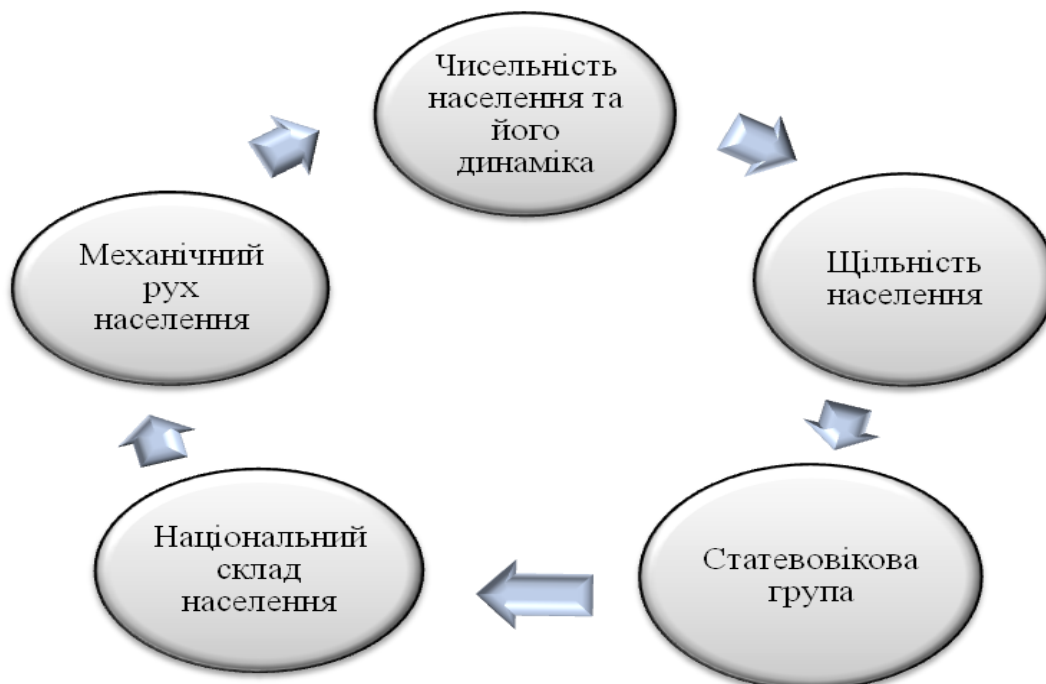 Чисельність
населення та
його
динаміка
Щільність
населення
Статевовікова
група
Національний
склад
населення
Механічний
рух
населення